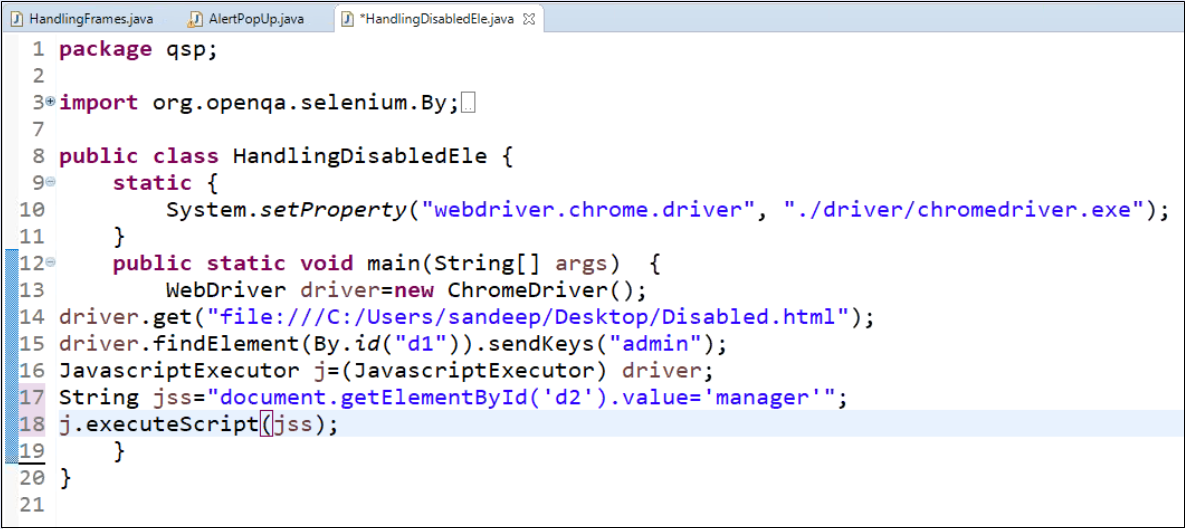 HandlingFrames.java AlertPopUp.java *HandlingDisabledEle.java
1 package qsp;
2
3 import org.openqa.selenium.By;
7
8 public class HandlingDisabledEle {
9 static {
10 System.setProperty("webdriver.chrome.driver", "./driver/chromedriver.exe");
11 }
12 public static void main(String[] args)  {
13 WebDriver driver=new ChromeDriver();
14 driver.get("file:///C:/Users/sandeep/Desktop/Disabled.html");
15 driver.findElement(By.id("d1")).sendKeys("admin");
16 JavascriptExecutor j=(JavascriptExecutor) driver;
17 String jss="document.getElementById('d2').value='manager'";
18 j.executeScript(jss);
19 }
20 }
21